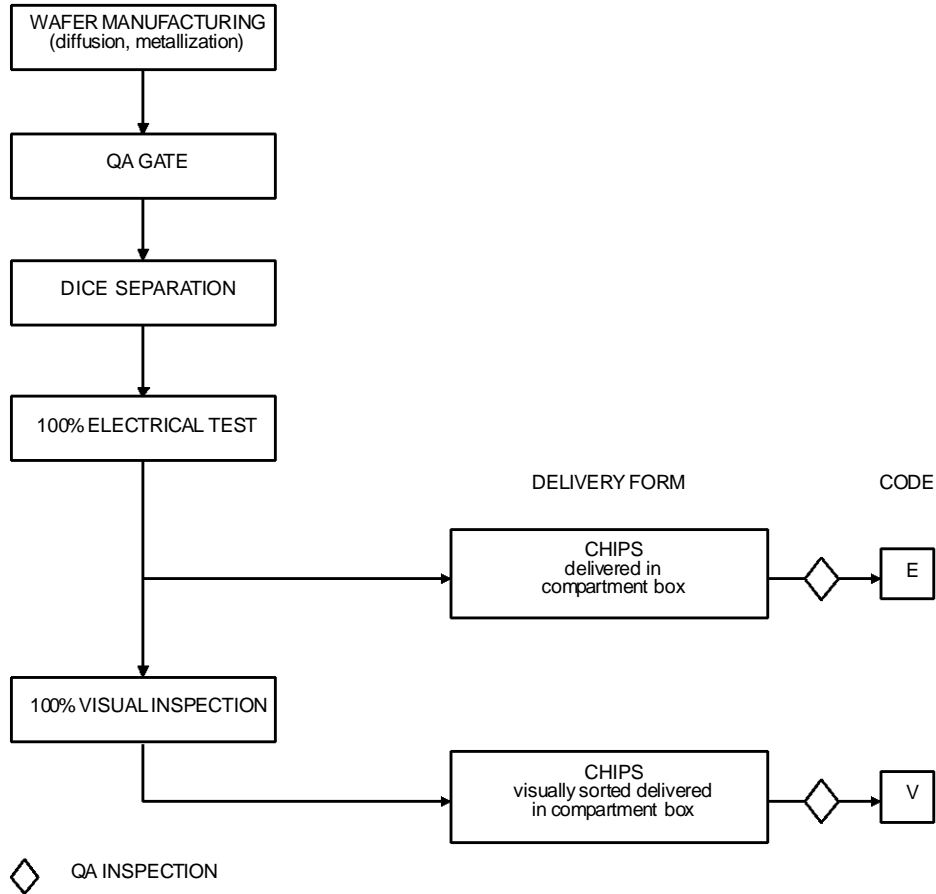 WAFER MANUFACTURING
(diffusion, metallization)
QA GATE
DICE SEPARATION
100% ELECTRICAL TEST
DELIVERY FORM
CODE
CHIPS
delivered in
compartment box
E
100% VISUAL INSPECTION
CHIPS
visually sorted delivered
in compartment box
V
QA INSPECTION